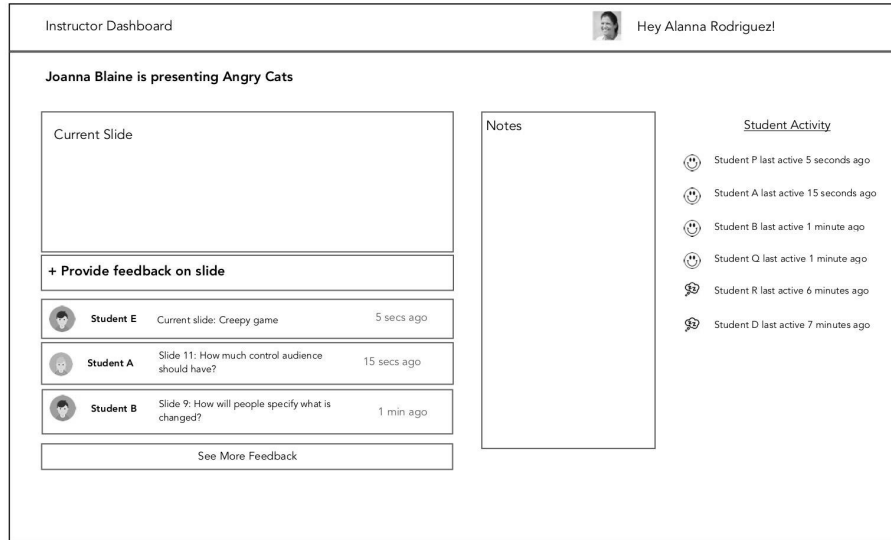 Instructor Dashboard
Hey Alanna Rodriguez!
Joanna Blaine is presenting Angry Cats
Current Slide
+ Provide feedback on slide
Student E
Current slide: Creepy game
5 secs ago
Student A
Slide 11: How much control audience
should have?
15 secs ago
Student B
Slide 9: How will people specify what is
changed?
1 min ago
See More Feedback
Notes
Student Activity
Student P last active 5 seconds ago
Student A last active 15 seconds ago
Student B last active 1 minute ago
Student Q last active 1 minute ago
Student R last active 6 minutes ago
Student D last active 7 minutes ago